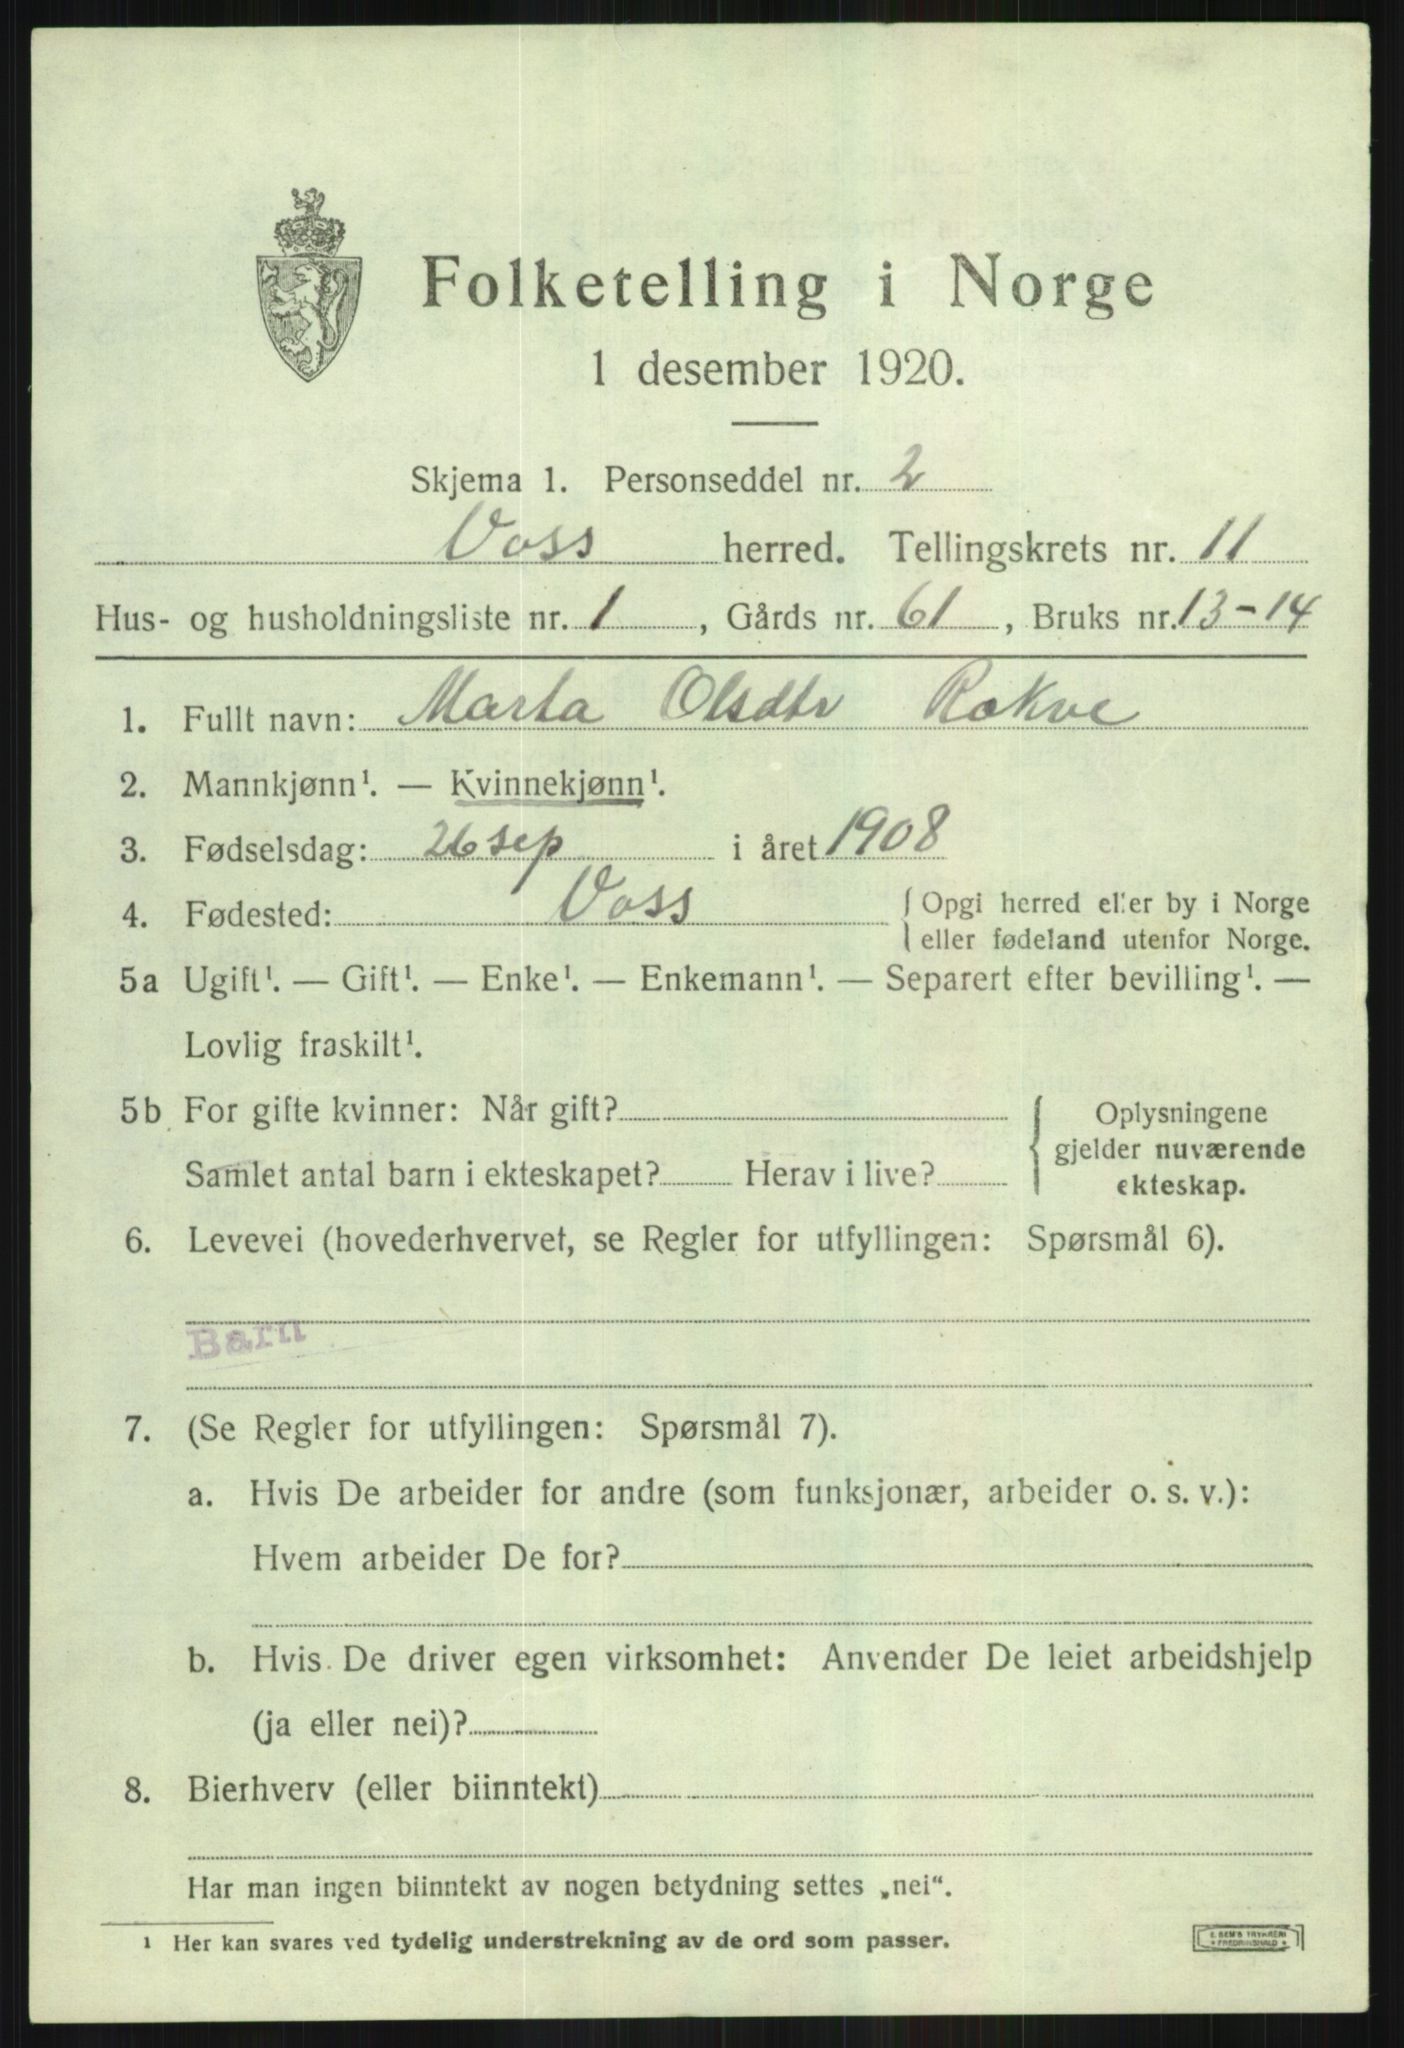 Folketelling i Norge
1 desember 1920.
Skjema 1. Personseddel nr. 2
Voss herred. Tellingskrets nr. 11
Hus- og husholdningsliste nr. 1, Gårds nr. 61, Bruks nr. 13-14
1. Fullt navn: Marta Olsdtr Rokve
2. Mannkjønn¹. — Kvinnekjønn¹.
3. Fødselsdag: 26 sep i året 1908
4. Fødested: Voss { Opgi herred eller by i Norge
eller fødeland utenfor Norge.
5a Ugift¹. — Gift¹. — Enke¹. — Enkemann¹. — Separert efter bevilling¹. —
Lovlig fraskilt¹.
5b For gifte kvinner: Når gift?
Samlet antal barn i ekteskapet? Herav i live?
{ Oplysningene
gjelder nuværende
ekteskap.
6. Levevei (hovederhvervet, se Regler for utfyllingen: Spørsmål 6).
Barn
7. (Se Regler for utfyllingen: Spørsmål 7).
a. Hvis De arbeider for andre (som funksjonær, arbeider o. s. v.):
Hvem arbeider De for?
b. Hvis De driver egen virksomhet: Anvender De leiet arbeidshjelp
(ja eller nei)?
8. Bierhverv (eller biinntekt)
Har man ingen biinntekt av nogen betydning settes „nei“.
¹ Her kan svares ved tydelig understrekning av de ord som passer.
E. SEM'S TRYKKERI
FREDRIKSHALD